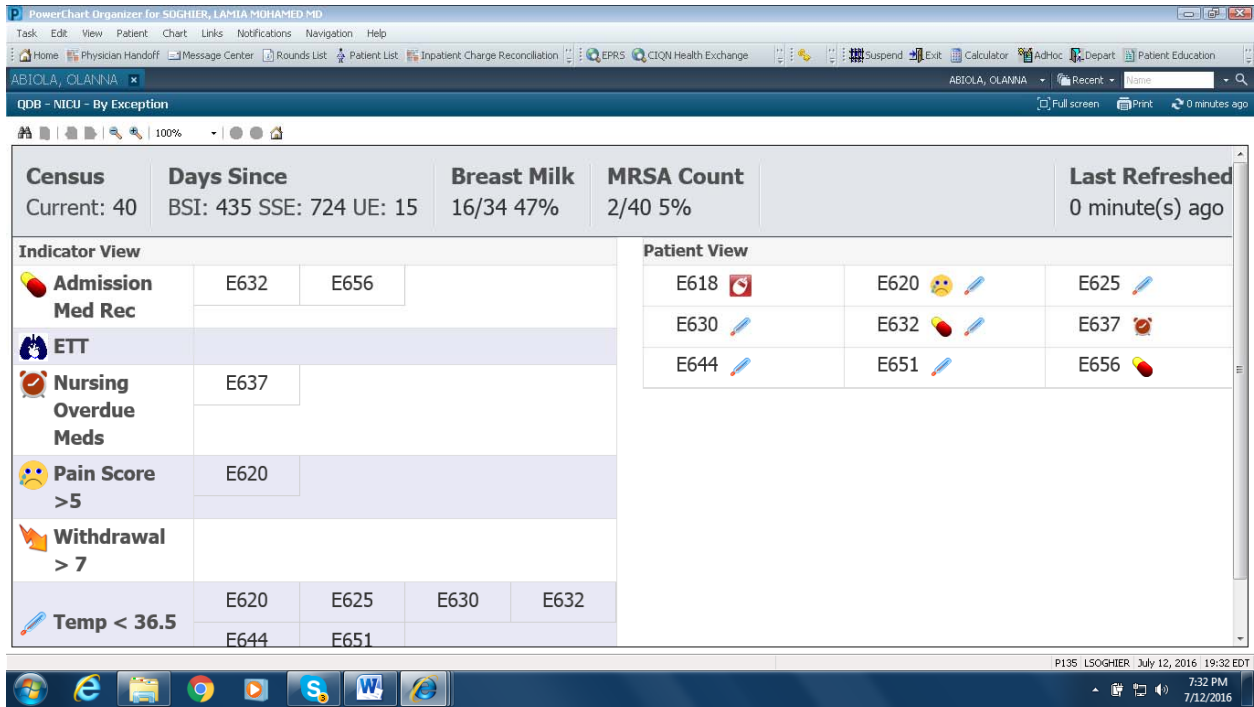 PowerChart Organizer for SOGHIER, LAMIA MOHAMED MD
Task Edit View Patient Chart Links Notifications Navigation Help
Home Physician Handoff Message Center Rounds List Patient List Inpatient Charge Reconciliation EPRS CIQN Health Exchange Suspend Exit Calculator AdHoc Depart Patient Education
ABIOLA, OLANNA × ABIOLA, OLANNA Recent Name
QDB - NICU - By Exception Full screen Print 0 minutes ago
100%
Census Days Since Breast Milk MRSA Count Last Refreshed
Current: 40 BSI: 435 SSE: 724 UE: 15 16/34 47% 2/40 5% 0 minute(s) ago
Indicator View
Admission Med Rec E632 E656
ETT
Nursing Overdue Meds E637
Pain Score >5 E620
Withdrawal > 7
Temp < 36.5 E620 E625 E630 E632
E644 E651
Patient View
E618 E620 E625
E630 E632 E637
E644 E651 E656
P135 LSOGHIER July 12, 2016 19:32 EDT
7:32 PM
7/12/2016